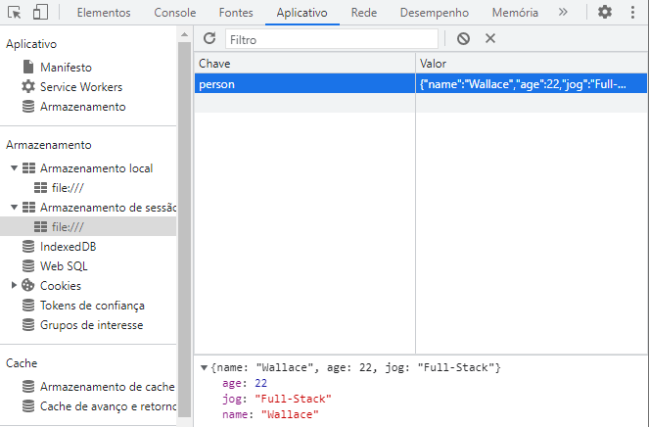 Elementos Console Fontes Aplicativo Rede Desempenho Memória »
Aplicativo
Manifesto
Service Workers
Armazenamento
Armazenamento
Armazenamento local
file:///
Armazenamento de sessão
file:///
IndexedDB
Web SQL
Cookies
Tokens de confiança
Grupos de interesse
Cache
Armazenamento de cache
Cache de avanço e retorno
Filtro
Chave Valor
person {"name":"Wallace","age":22,"jog":"Full-...
{name: "Wallace", age: 22, jog: "Full-Stack"}
age: 22
jog: "Full-Stack"
name: "Wallace"